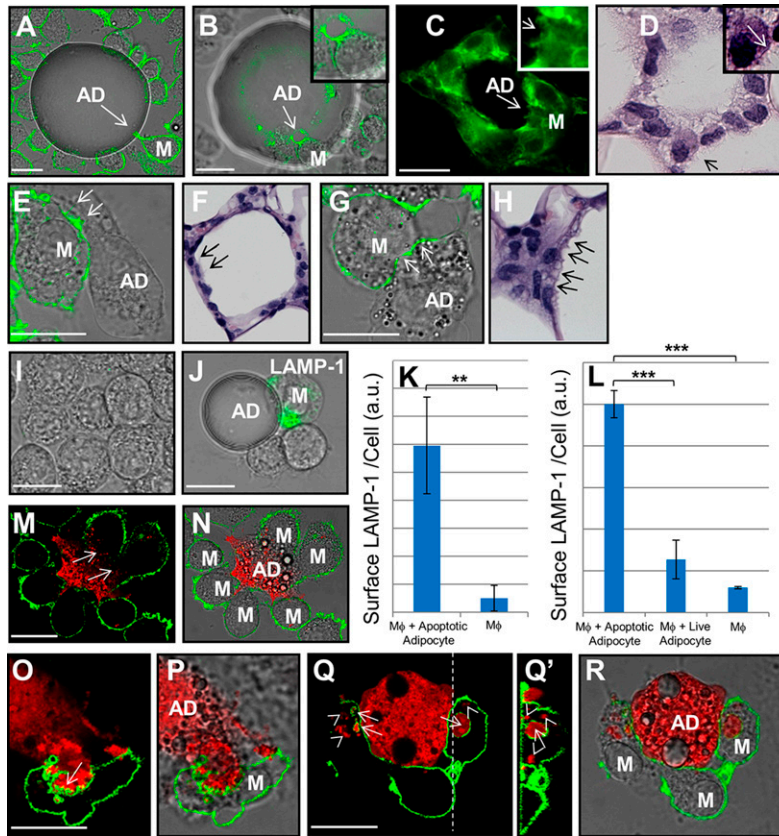 A
AD
M
B
AD
M
C
AD
M
D
E
M
AD
F
G
M
AD
H
I
J
LAMP-1
AD
M
K
Surface LAMP-1 /Cell (a.u.)
**
Mϕ + Apoptotic
Adipocyte
Mϕ
L
Surface LAMP-1 /Cell (a.u.)
***
***
Mϕ + Apoptotic
Adipocyte
Mϕ + Live
Adipocyte
Mϕ
M
N
M
M
M
AD
M
M
M
O
P
AD
M
Q
Q'
R
AD
M
M
M